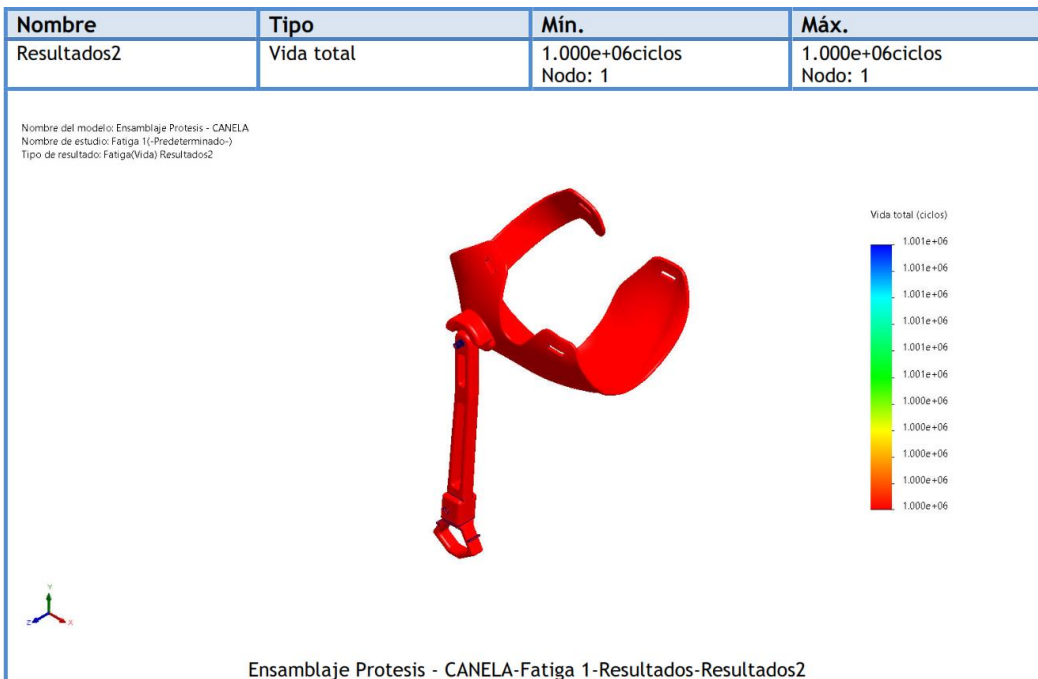 Nombre Tipo Mín. Máx.
Resultados2 Vida total 1.000e+06ciclos 1.000e+06ciclos
Nodo: 1 Nodo: 1
Nombre del modelo: Ensamblaje Protesis - CANELA
Nombre de estudio: Fatiga 1(-Predeterminado-)
Tipo de resultado: Fatiga(Vida) Resultados2
Vida total (ciclos)
1.001e+06
1.001e+06
1.001e+06
1.001e+06
1.001e+06
1.001e+06
1.000e+06
1.000e+06
1.000e+06
1.000e+06
1.000e+06
Y
Z X
Ensamblaje Protesis - CANELA-Fatiga 1-Resultados-Resultados2